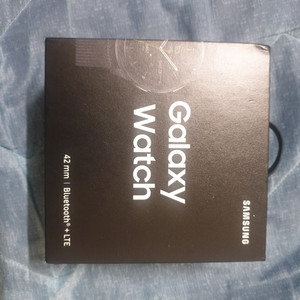 SAMSUNG
Galaxy
Watch
42 mm | Bluetooth® + LTE